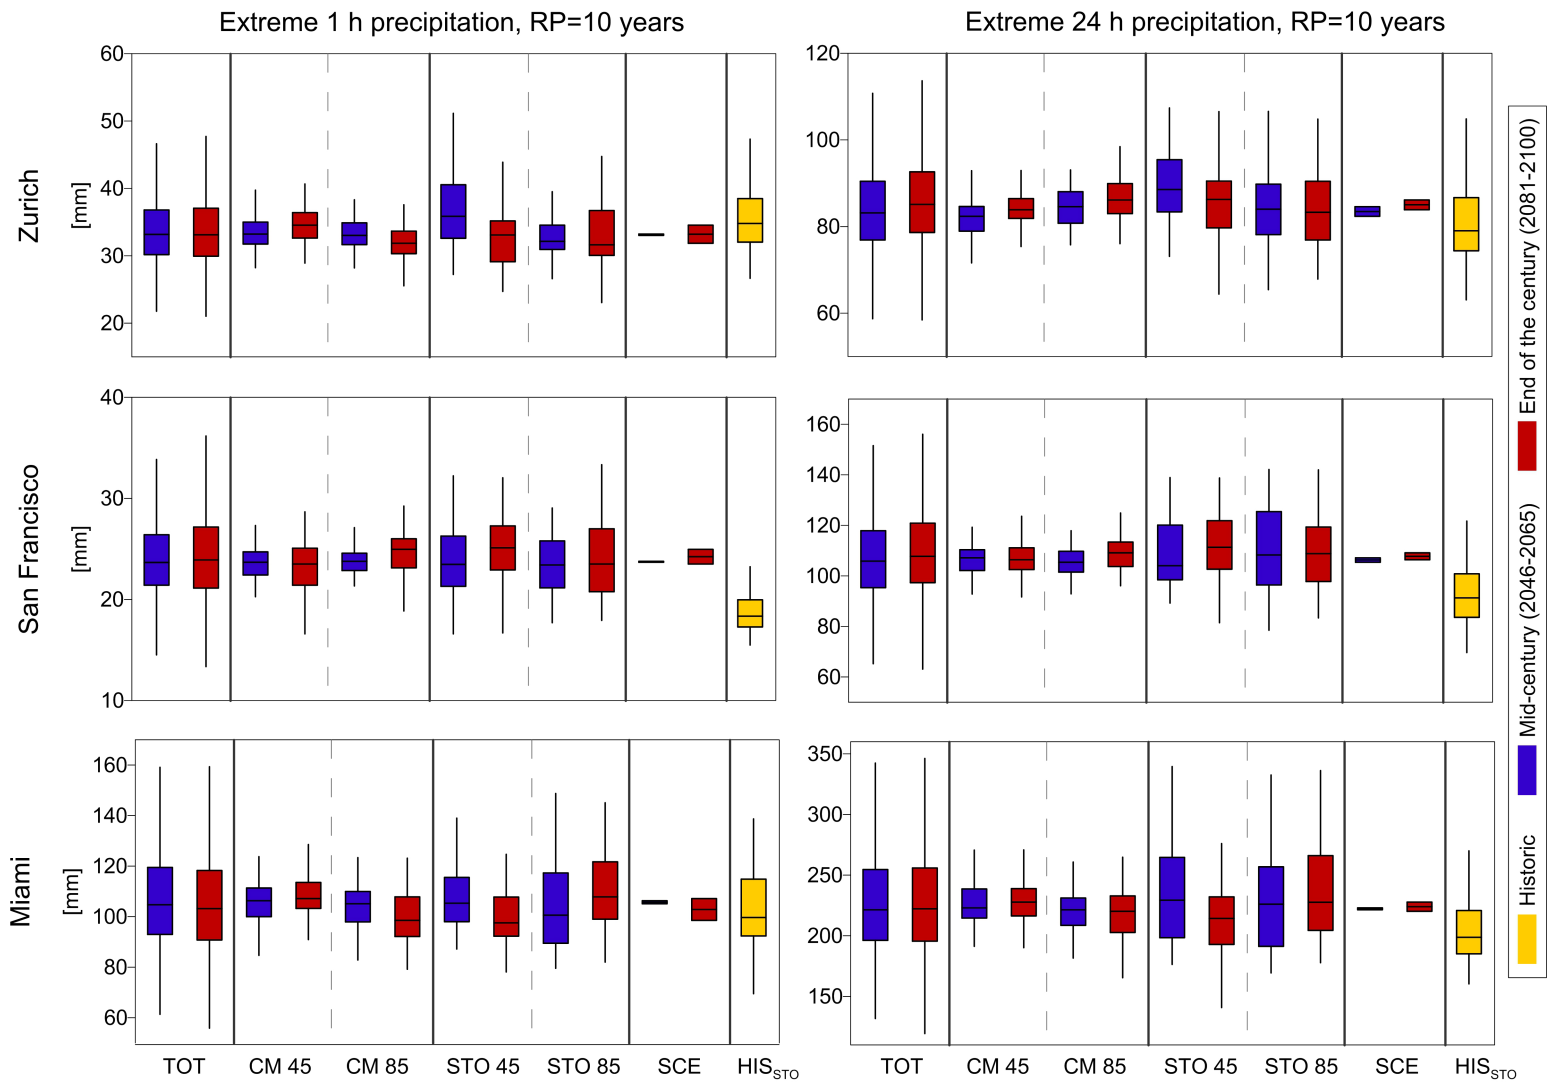 Extreme 1 h precipitation, RP=10 years
Extreme 24 h precipitation, RP=10 years
Zurich
[mm]
60
50
40
30
20
120
100
80
60
San Francisco
[mm]
40
30
20
10
160
140
120
100
80
60
Miami
[mm]
160
140
120
100
80
60
350
300
250
200
150
TOT CM 45 CM 85 STO 45 STO 85 SCE HISSTO
TOT CM 45 CM 85 STO 45 STO 85 SCE HISSTO
Historic
Mid-century (2046-2065)
End of the century (2081-2100)